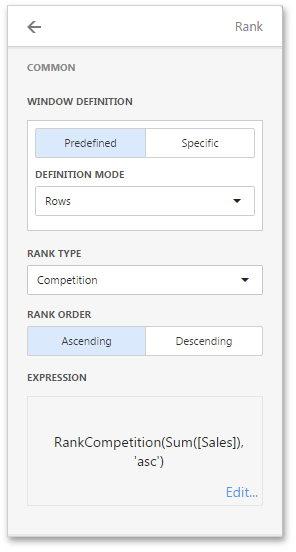 Rank
COMMON
WINDOW DEFINITION
Predefined Specific
DEFINITION MODE
Rows
RANK TYPE
Competition
RANK ORDER
Ascending Descending
EXPRESSION
RankCompetition(Sum([Sales]),
'asc')
Edit...